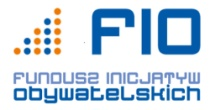 FIO
FUNDUSZ INICJATYW
obywatelskich